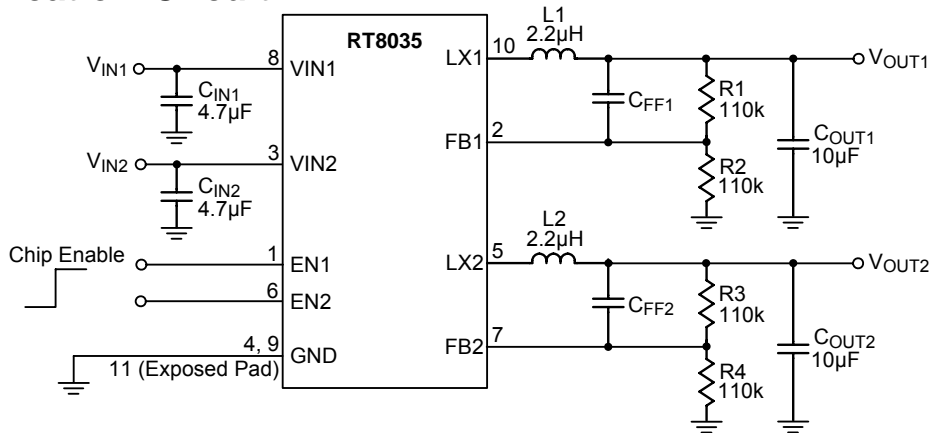 RT8035
V_IN1
C_IN1
4.7μF
8
VIN1
V_IN2
C_IN2
4.7μF
3
VIN2
Chip Enable
1
EN1
6
EN2
4, 9
GND
11 (Exposed Pad)
LX1
10
L1
2.2μH
C_FF1
R1
110k
V_OUT1
FB1
2
R2
110k
C_OUT1
10μF
LX2
5
L2
2.2μH
C_FF2
R3
110k
V_OUT2
FB2
7
R4
110k
C_OUT2
10μF